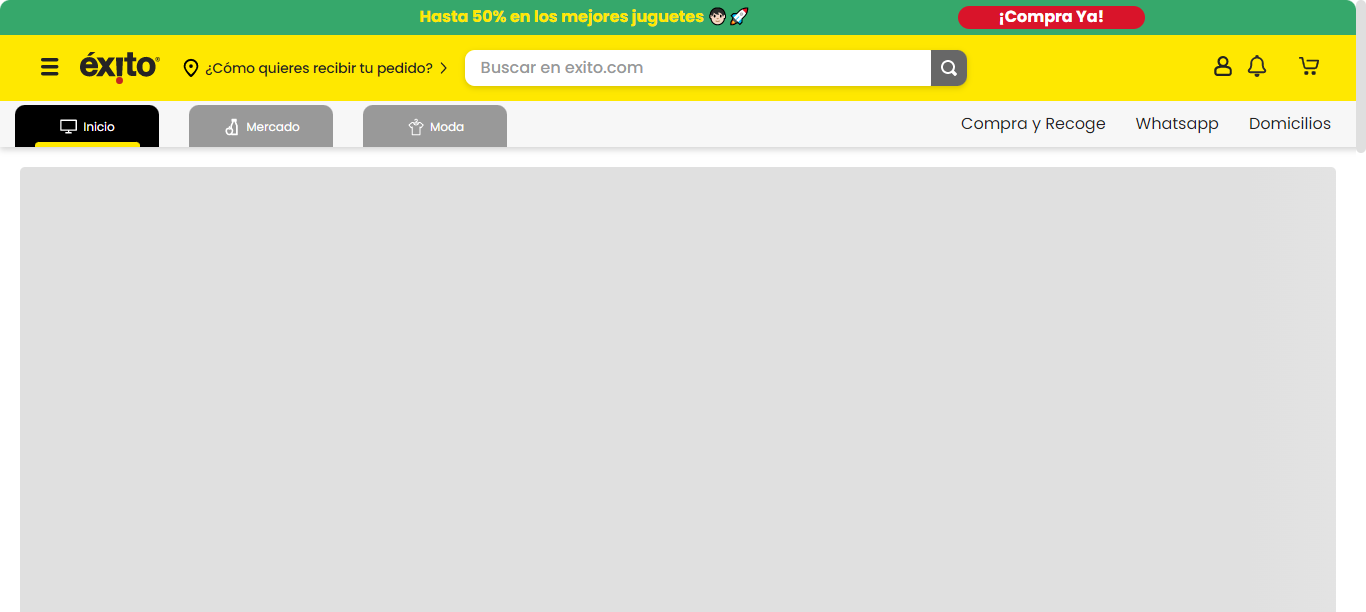 Hasta 50% en los mejores juguetes 👦🏻🚀
¡Compra Ya!
éxito
¿Cómo quieres recibir tu pedido?
Buscar en exito.com
Inicio
Mercado
Moda
Compra y Recoge
Whatsapp
Domicilios